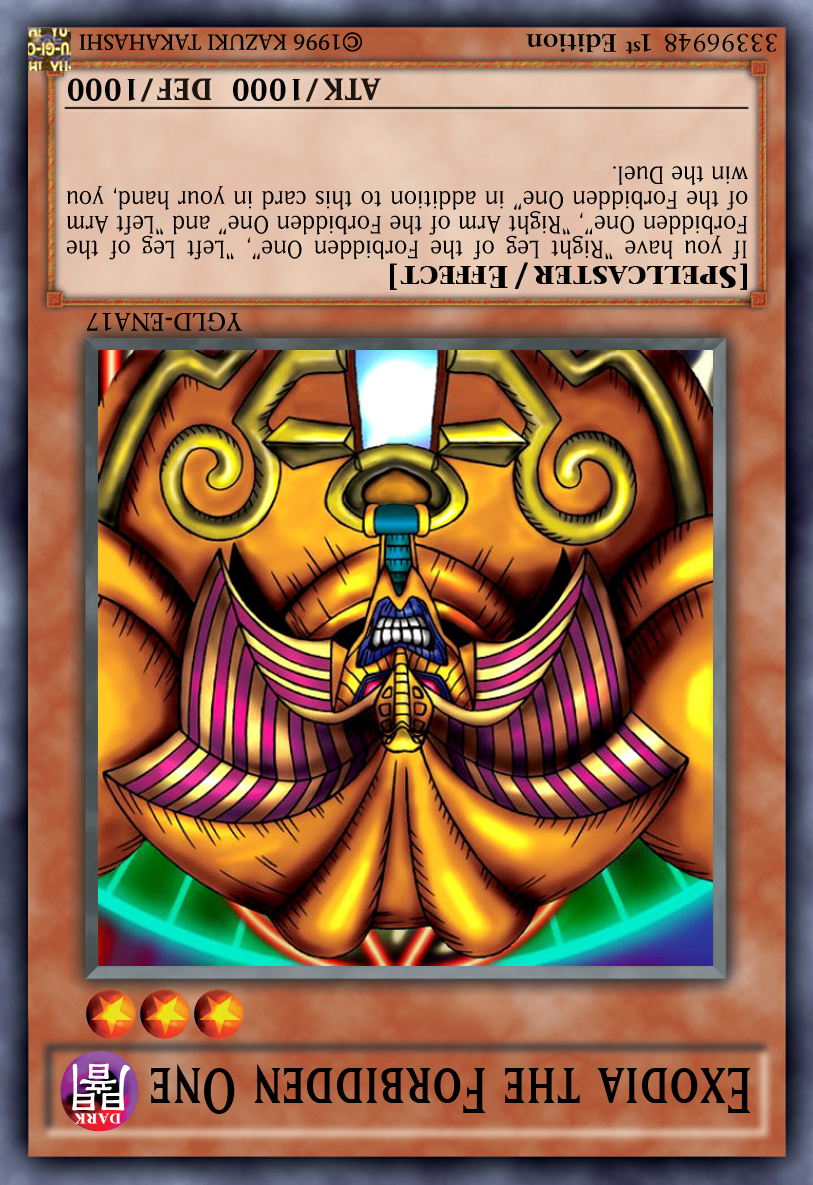 EXODIA THE FORBIDDEN ONE
闇
DARK
YGLD-ENA17
[SPELLCASTER / EFFECT]
If you have "Right Leg of the Forbidden One", "Left Leg of the
Forbidden One", "Right Arm of the Forbidden One" and "Left Arm
of the Forbidden One" in addition to this card in your hand, you
win the Duel.
ATK/1000 DEF/1000
33396948 1st Edition ©1996 KAZUKI TAKAHASHI